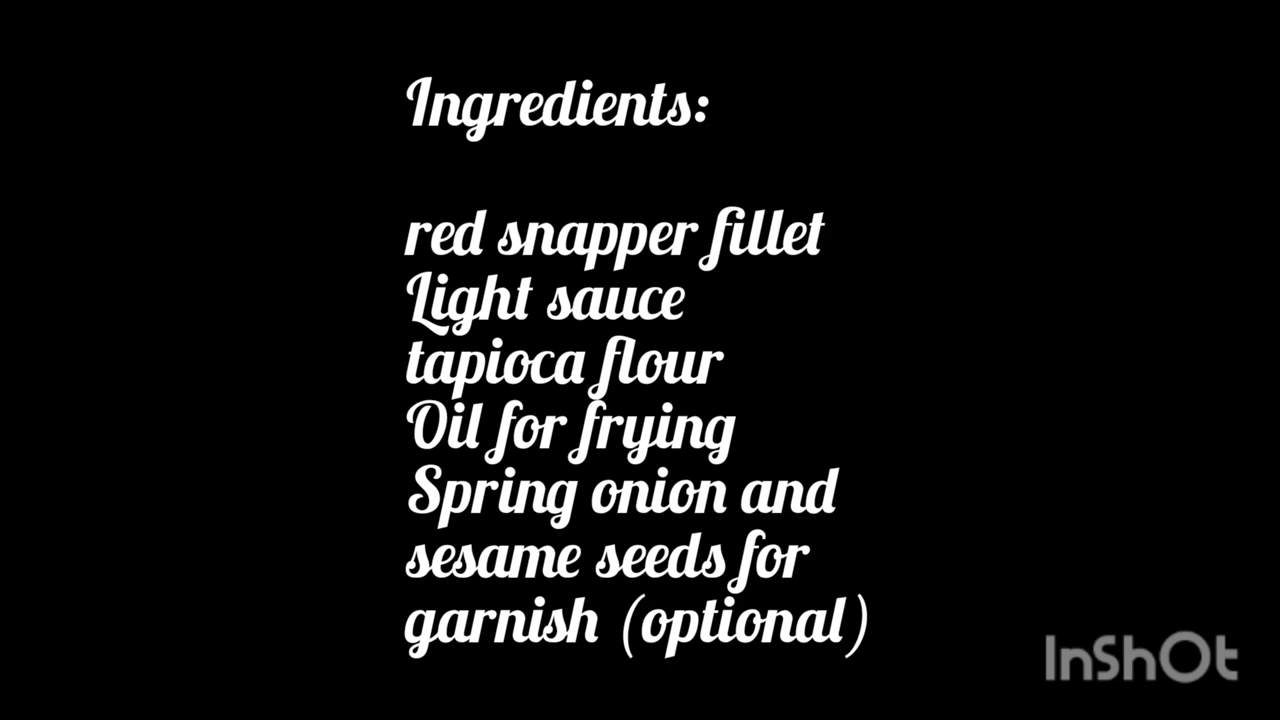 Ingredients:
red snapper fillet
Light sauce
tapioca flour
Oil for frying
Spring onion and
sesame seeds for
garnish (optional)
InShOt